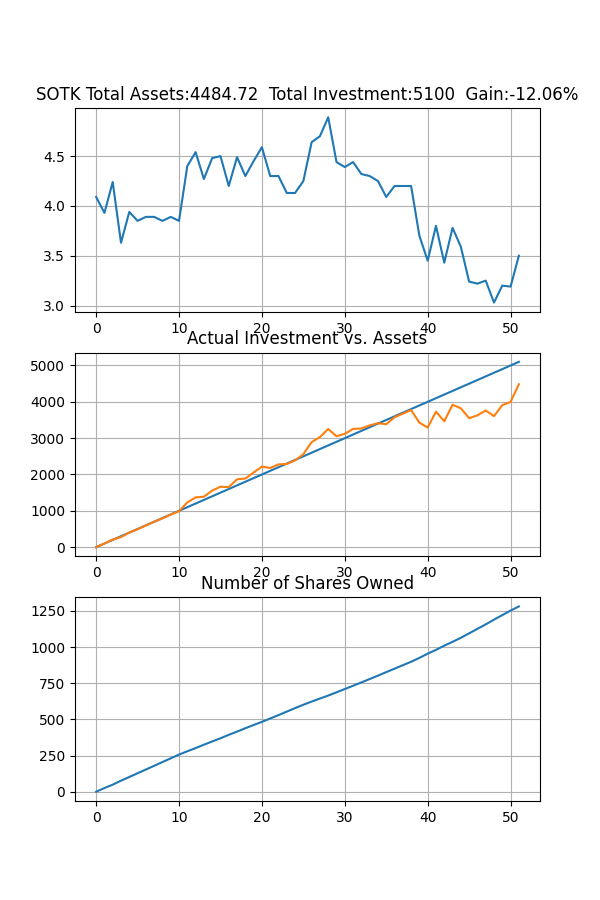 SOTK Total Assets:4484.72  Total Investment:5100  Gain:-12.06%
4.5
4.0
3.5
3.0
0 10 20 30 40 50
Actual Investment vs. Assets
5000
4000
3000
2000
1000
0
0 10 20 30 40 50
Number of Shares Owned
1250
1000
750
500
250
0
0 10 20 30 40 50